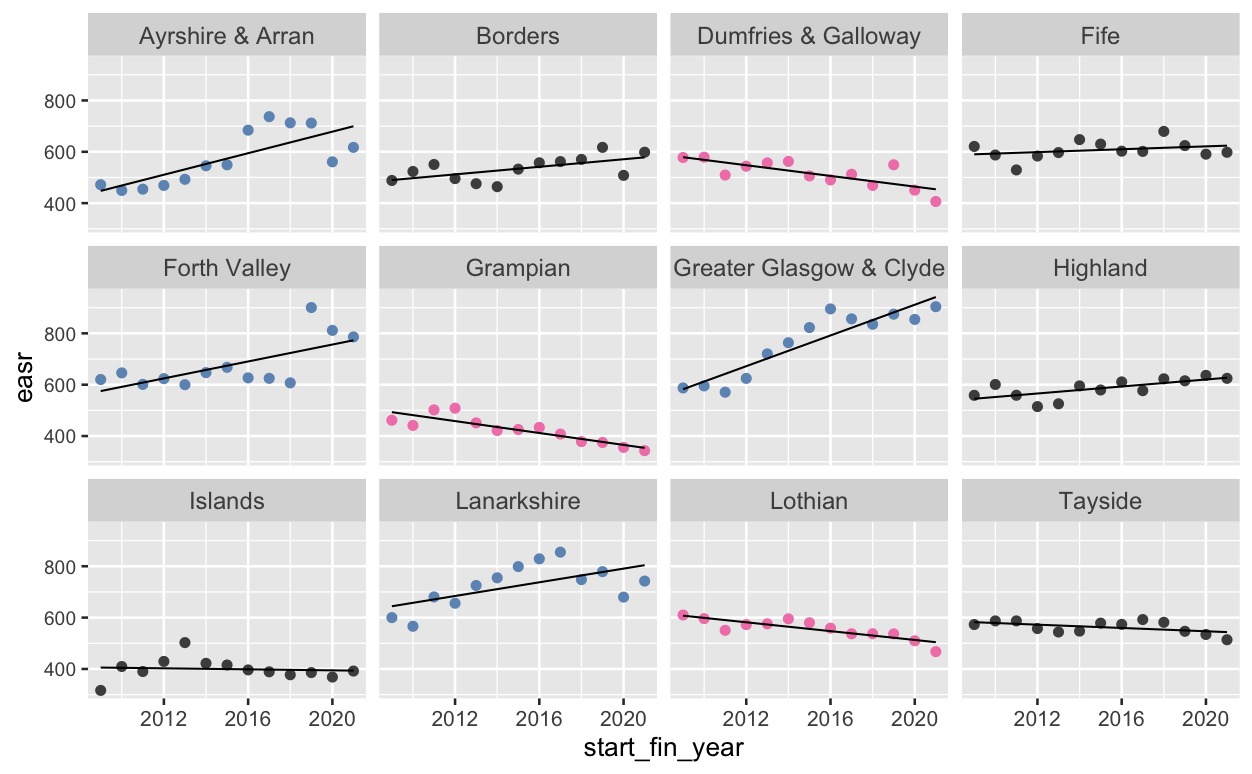 Ayrshire & Arran
Borders
Dumfries & Galloway
Fife
800
600
400
Forth Valley
Grampian
Greater Glasgow & Clyde
Highland
800
600
400
easr
Islands
Lanarkshire
Lothian
Tayside
800
600
400
2012 2016 2020
2012 2016 2020
2012 2016 2020
2012 2016 2020
start_fin_year